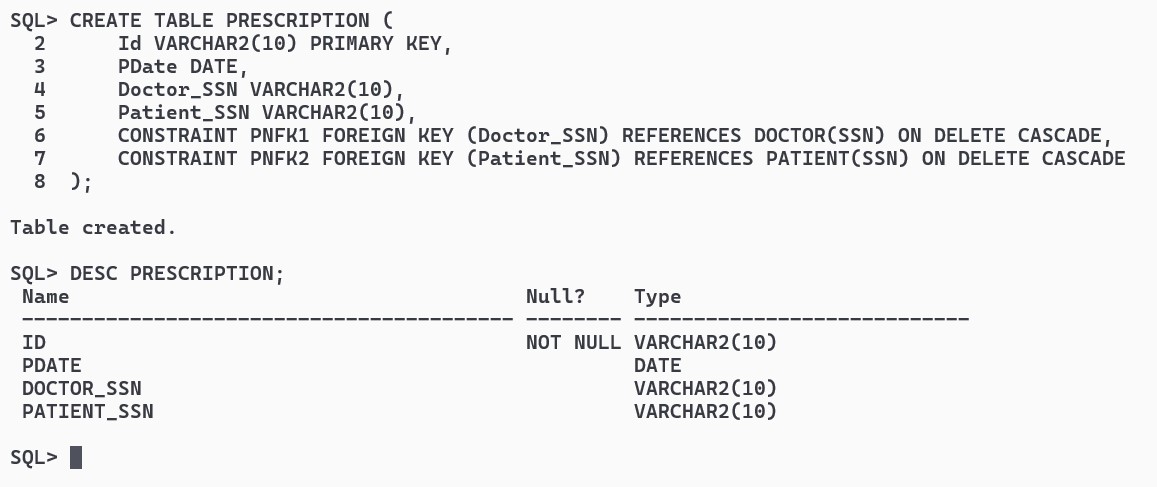 SQL> CREATE TABLE PRESCRIPTION (
  2      Id VARCHAR2(10) PRIMARY KEY,
  3      PDate DATE,
  4      Doctor_SSN VARCHAR2(10),
  5      Patient_SSN VARCHAR2(10),
  6      CONSTRAINT PNFK1 FOREIGN KEY (Doctor_SSN) REFERENCES DOCTOR(SSN) ON DELETE CASCADE,
  7      CONSTRAINT PNFK2 FOREIGN KEY (Patient_SSN) REFERENCES PATIENT(SSN) ON DELETE CASCADE
  8  );
Table created.
SQL> DESC PRESCRIPTION;
 Name                                      Null?    Type
 ----------------------------------------- -------- ----------------------------
 ID                                        NOT NULL VARCHAR2(10)
 PDATE                                              DATE
 DOCTOR_SSN                                         VARCHAR2(10)
 PATIENT_SSN                                        VARCHAR2(10)
SQL>